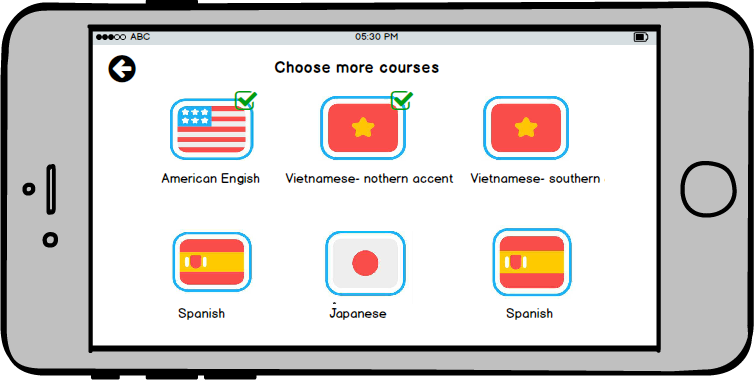 ABC 05:30 PM
Choose more courses
American Engish Vietnamese- nothern accent Vietnamese- southern
Spanish Japanese Spanish